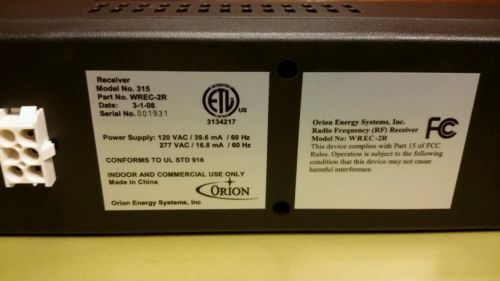 Receiver
Model No. 315
Part No. WREC-2R
Date: 3-1-08
Serial No. 001931
INTERTEK
ETL
3134217
Power Supply: 120 VAC / 39.6 mA / 60 Hz
277 VAC / 16.8 mA / 60 Hz
CONFORMS TO UL STD 916
INDOOR AND COMMERCIAL USE ONLY
Made in China
ORION
Orion Energy Systems, Inc
Orion Energy Systems, Inc.
Radio Frequency (RF) Receiver
Model No: WREC-2R
FC
This device complies with Part 15 of FCC
Rules. Operation is subject to the following
condition that this device may not cause
harmful interference.